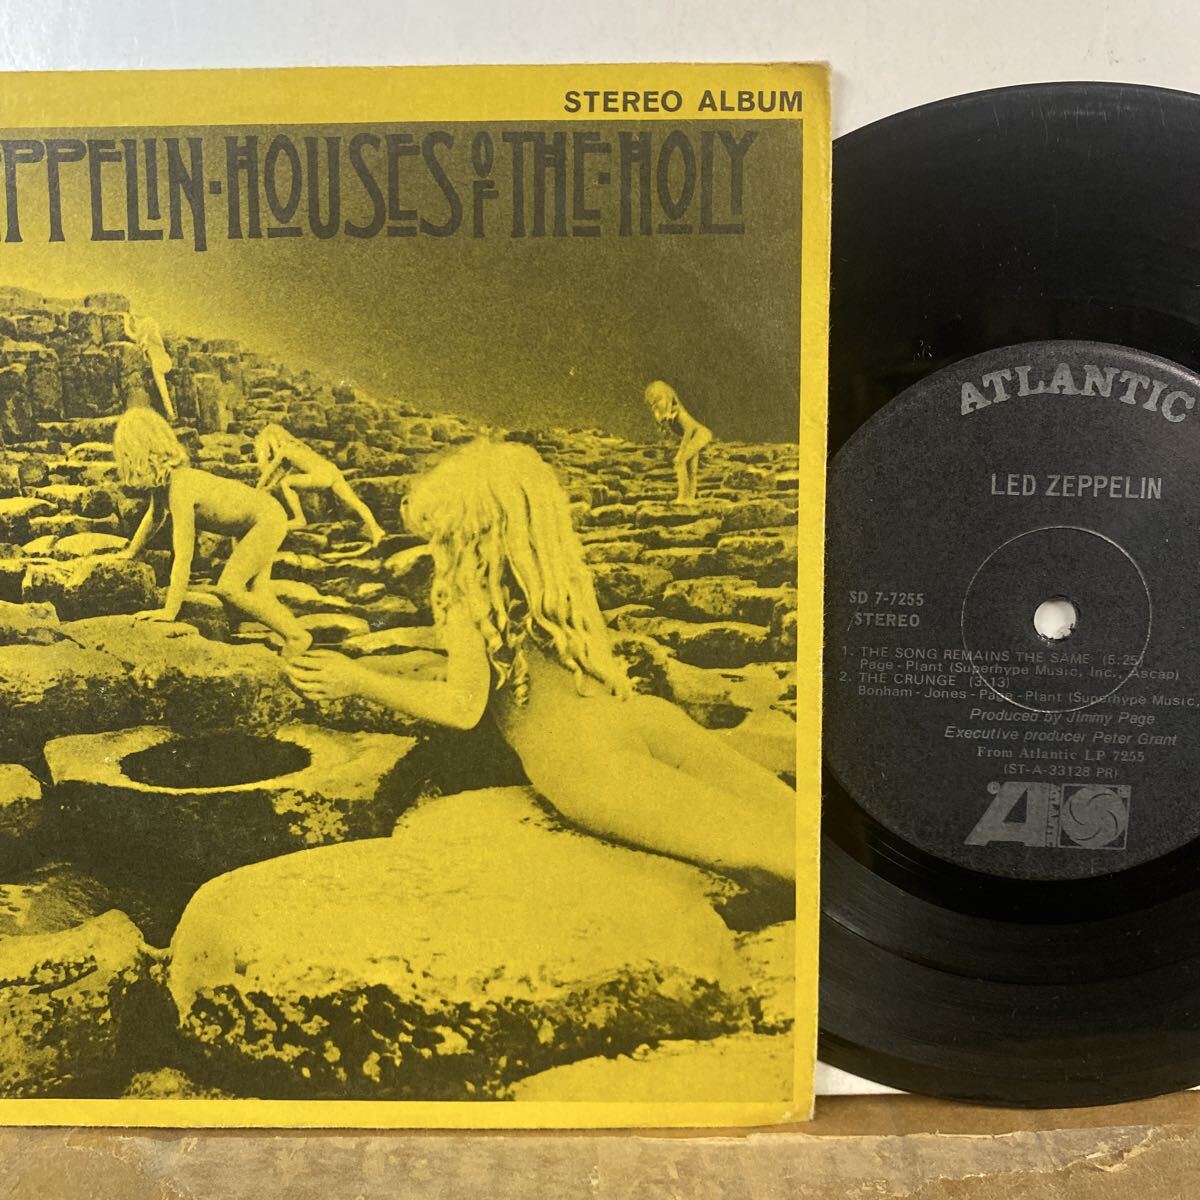 STEREO ALBUM
EPPELIN·HOUSES OF THE·HOLY
ATLANTIC
LED ZEPPELIN
SD 7-7255
STEREO
1. THE SONG REMAINS THE SAME (5:25)
Page - Plant (Superhype Music, Inc., Ascap)
2. THE CRUNGE (3:13)
Bonham - Jones - Page - Plant (Superhype Music
Produced by Jimmy Page
Executive producer Peter Grant
From Atlantic LP 7255
(ST-A-33128 PR)
A
ATLANTIC